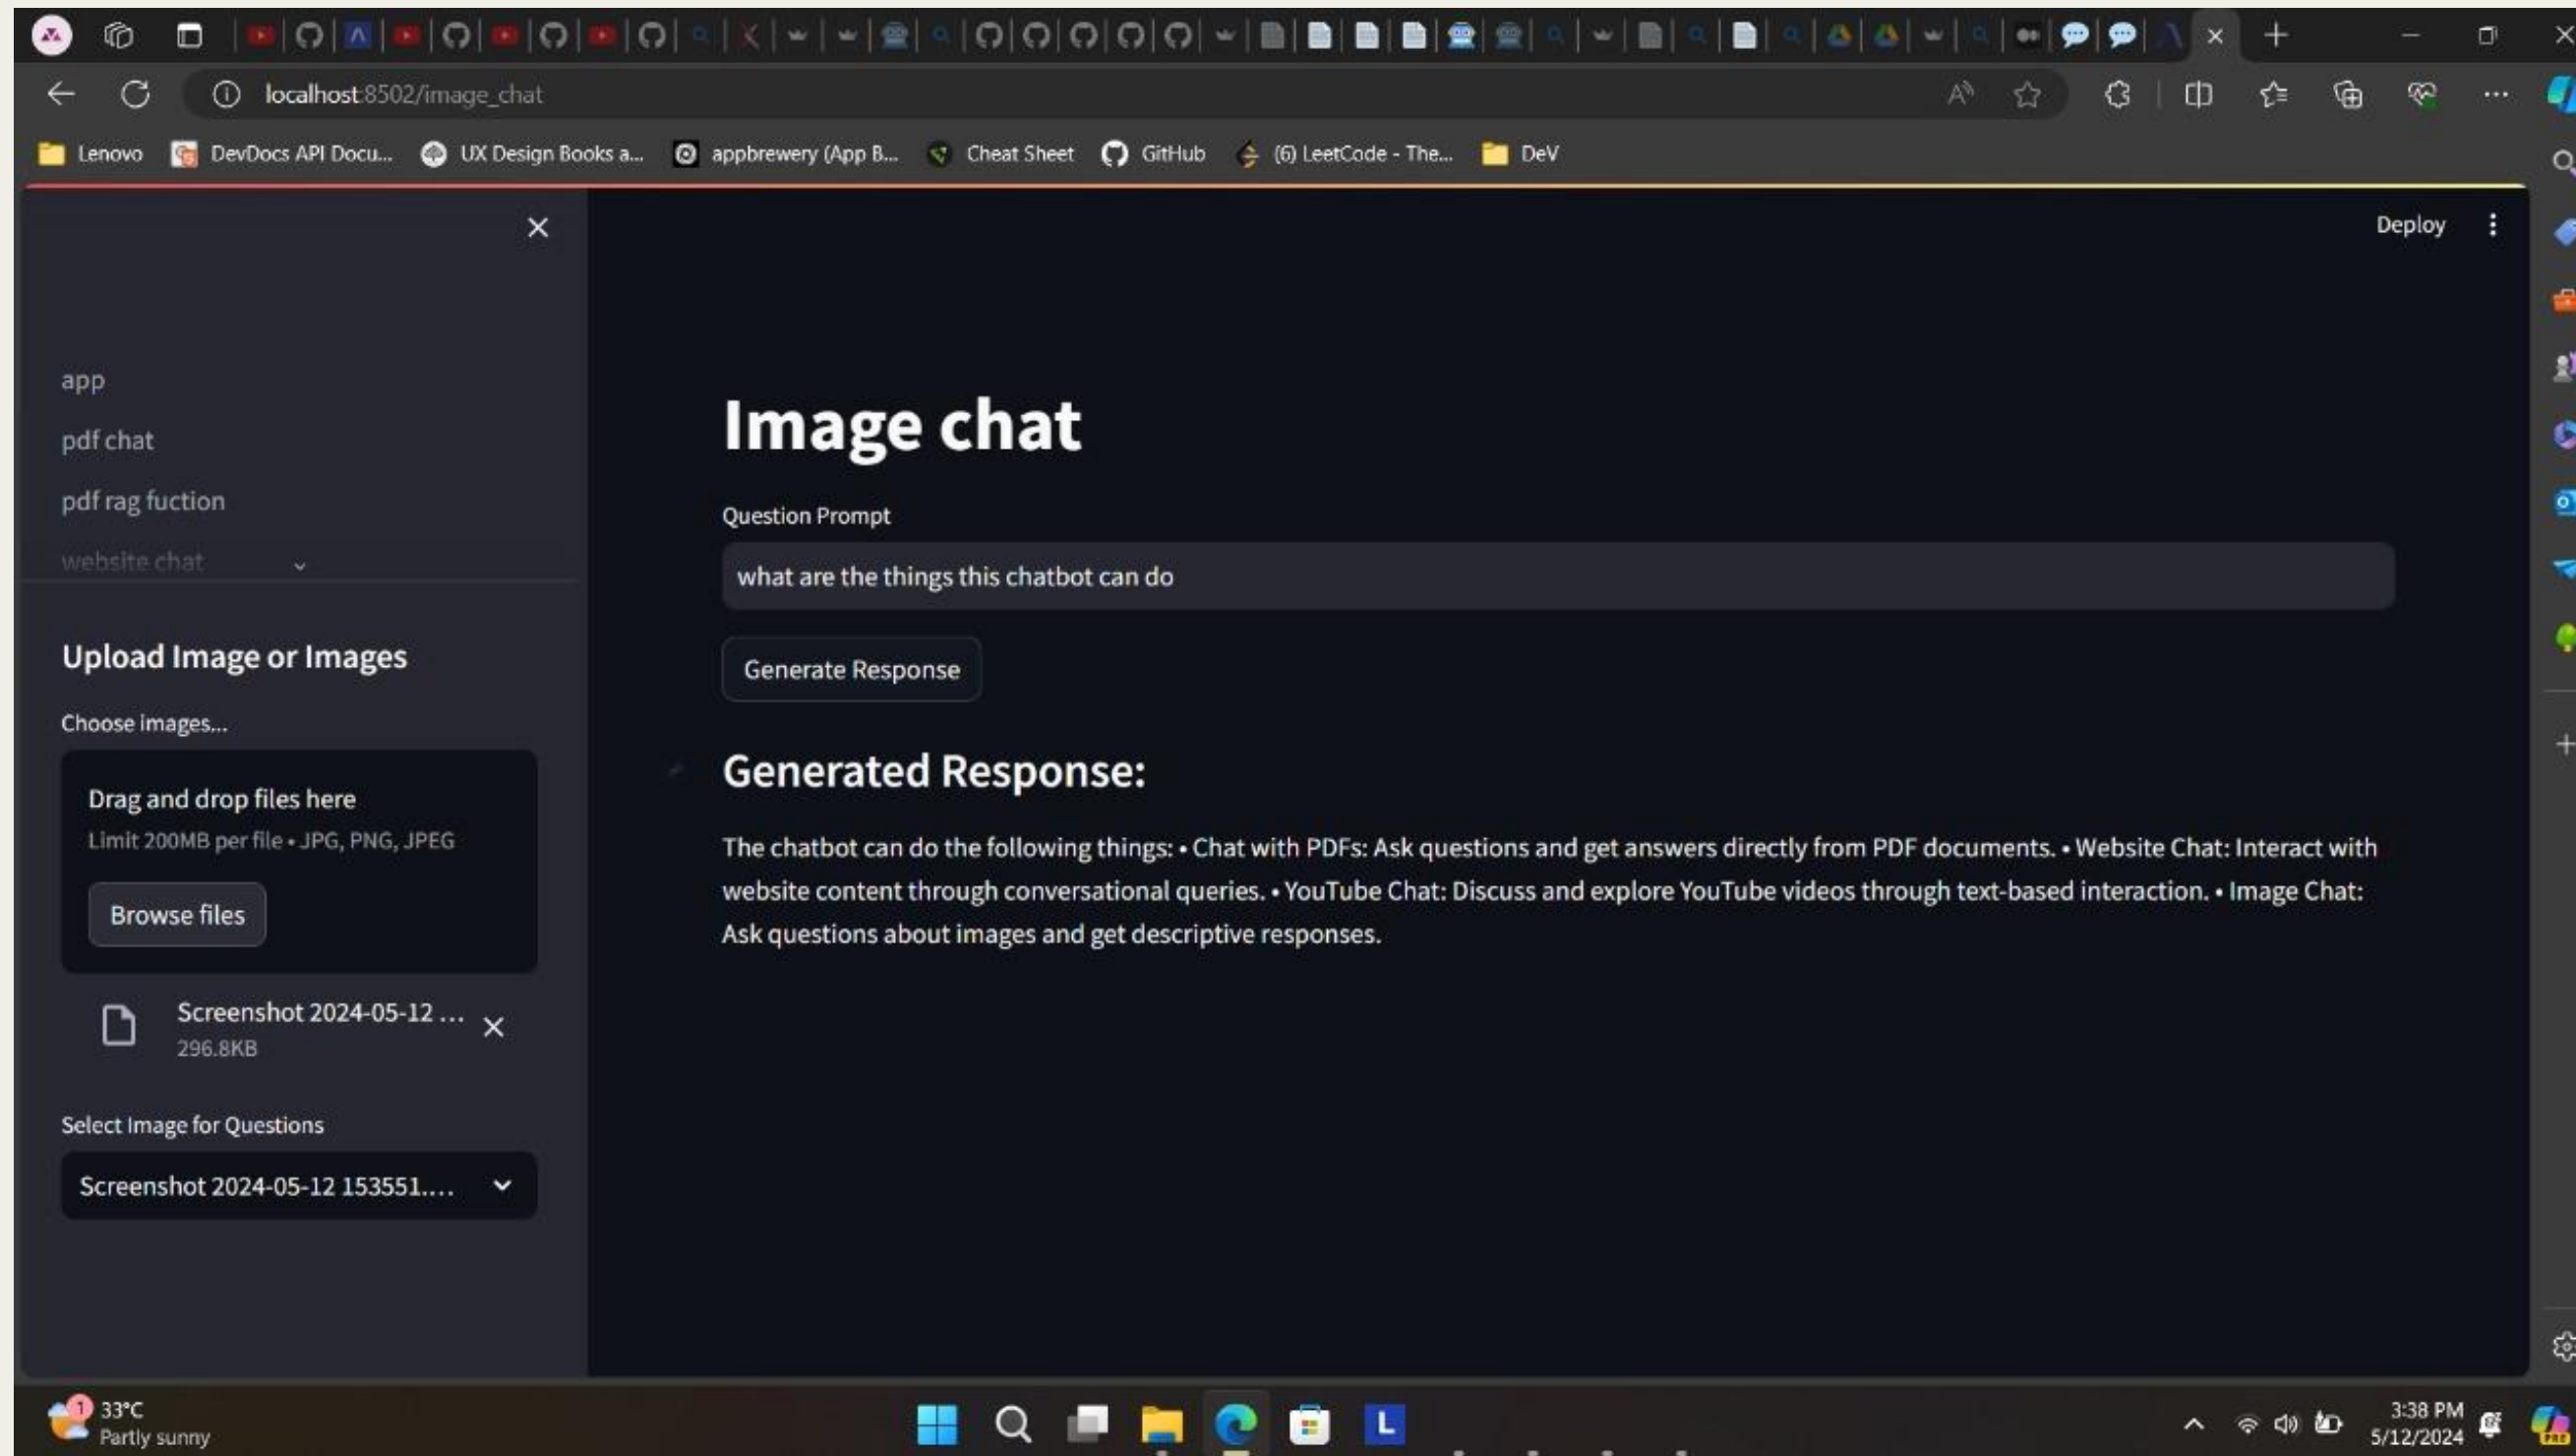 localhost:8502/image_chat
Lenovo
DevDocs API Docu...
UX Design Books a...
appbrewery (App B...
Cheat Sheet
GitHub
(6) LeetCode - The...
DeV
Deploy
app
pdf chat
pdf rag fuction
website chat
Upload Image or Images
Choose images...
Drag and drop files here
Limit 200MB per file • JPG, PNG, JPEG
Browse files
Screenshot 2024-05-12 ...
296.8KB
Select Image for Questions
Screenshot 2024-05-12 153551....
Image chat
Question Prompt
what are the things this chatbot can do
Generate Response
Generated Response:
The chatbot can do the following things: • Chat with PDFs: Ask questions and get answers directly from PDF documents. • Website Chat: Interact with
website content through conversational queries. • YouTube Chat: Discuss and explore YouTube videos through text-based interaction. • Image Chat:
Ask questions about images and get descriptive responses.
1
33°C
Partly sunny
L
3:38 PM
5/12/2024
PRE